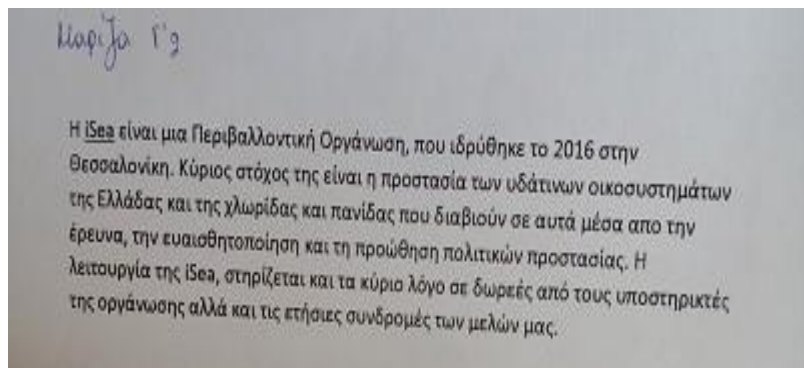 Μαρίζα Γ'2
Η iSea είναι μια Περιβαλλοντική Οργάνωση, που ιδρύθηκε το 2016 στην
Θεσσαλονίκη. Κύριος στόχος της είναι η προστασία των υδάτινων οικοσυστημάτων
της Ελλάδας και της χλωρίδας και πανίδας που διαβιούν σε αυτά μέσα απο την
έρευνα, την ευαισθητοποίηση και τη προώθηση πολιτικών προστασίας. Η
λειτουργία της iSea, στηρίζεται και τα κύριο λόγο σε δωρεές από τους υποστηρικτές
της οργάνωσης αλλά και τις ετήσιες συνδρομές των μελών μας.